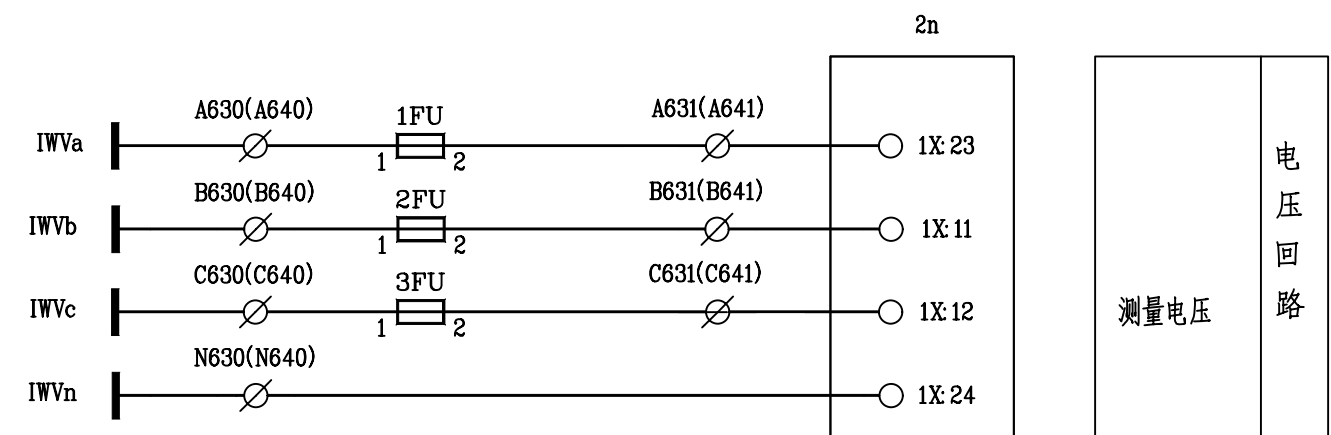 2n
A630(A640) 1FU A631(A641)
IWVa 1 2 1X:23
B630(B640) 2FU B631(B641)
IWVb 1 2 1X:11
C630(C640) 3FU C631(C641)
IWVc 1 2 1X:12
N630(N640)
IWVn 1X:24
测量电压
电压回路